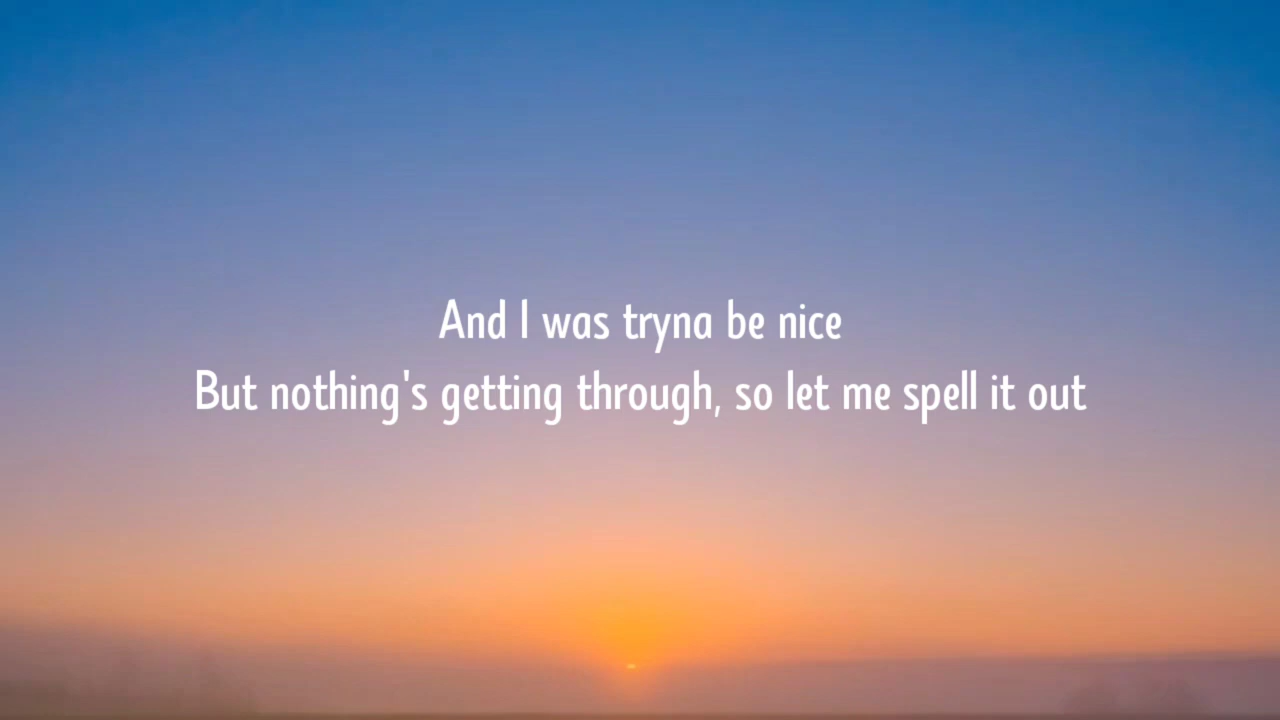 And I was tryna be nice
But nothing's getting through, so let me spell it out